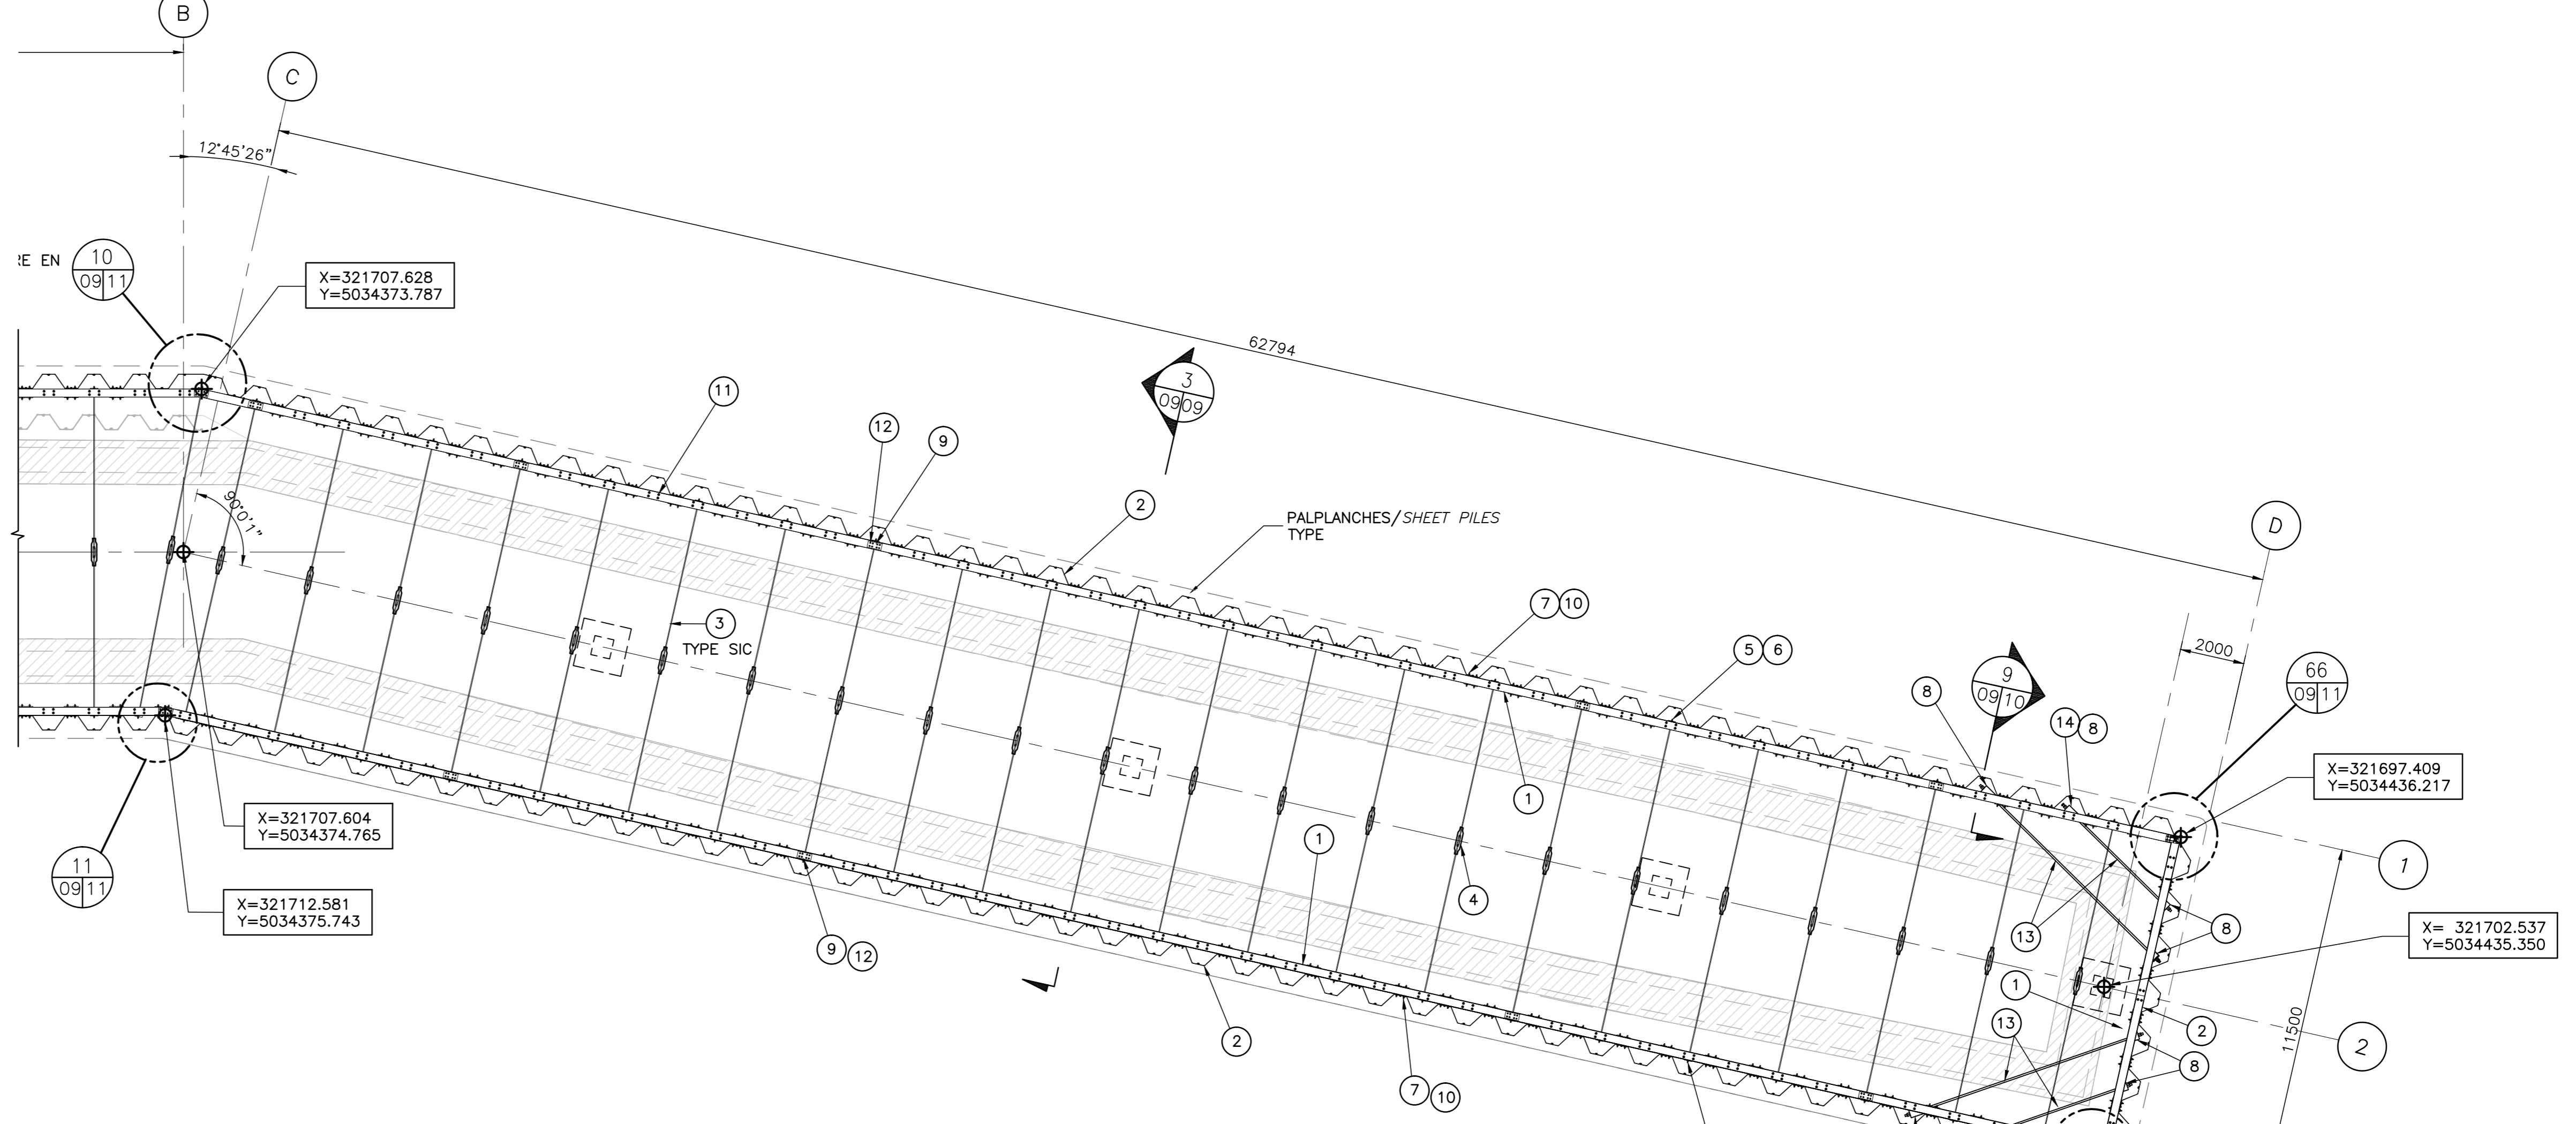 B
C
12°45'26"
62794
RE EN
10
09 11
X=321707.628
Y=5034373.787
3
09 09
11
12
9
2
PALPLANCHES/SHEET PILES
TYPE
D
90°0'1"
3
TYPE SIC
7 10
5 6
2000
9
09 10
66
09 11
8
14 8
X=321697.409
Y=5034436.217
1
1
1
4
X=321707.604
Y=5034374.765
11
09 11
X=321712.581
Y=5034375.743
9 12
13
8
X= 321702.537
Y=5034435.350
1
2
13
11500
2
2
8
7 10